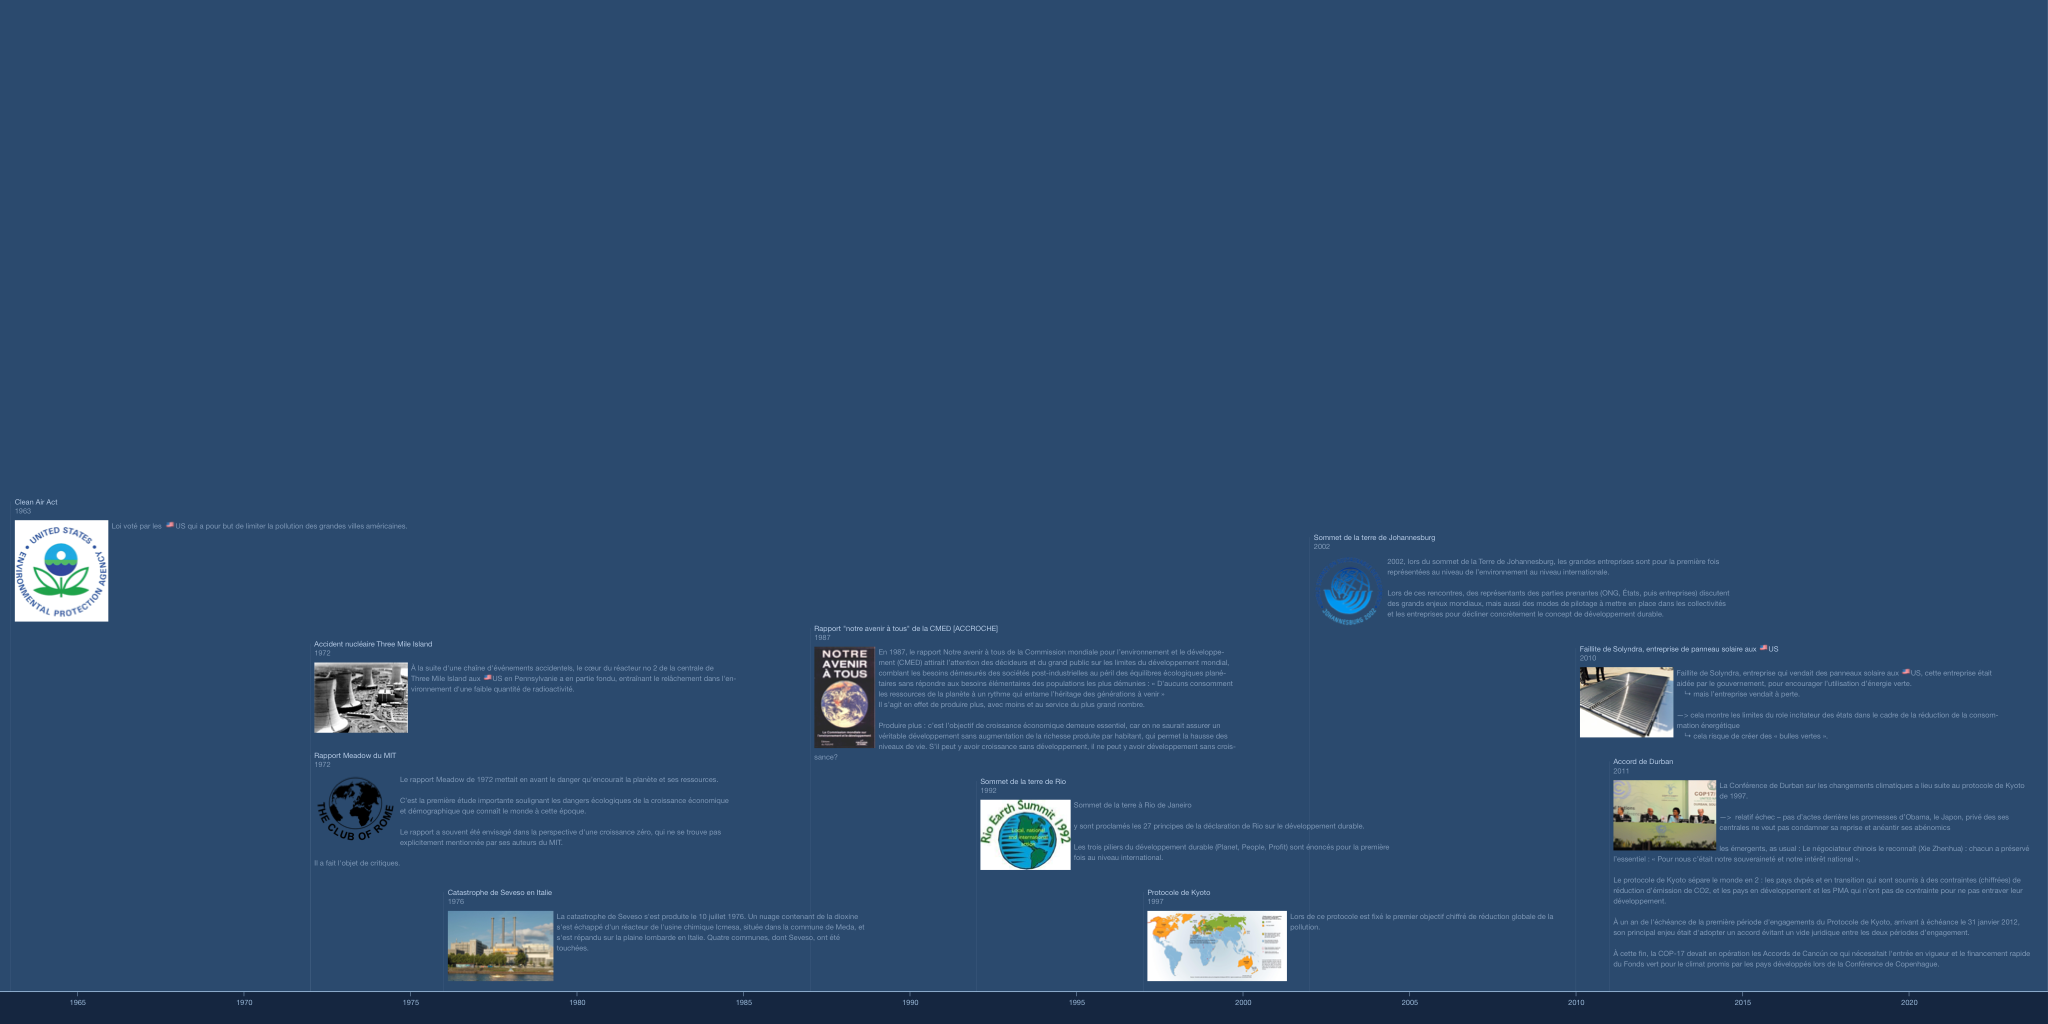 Clean Air Act
1963
UNITED STATES
ENVIRONMENTAL PROTECTION AGENCY
Loi voté par les US qui a pour but de limiter la pollution des grandes villes américaines.
Accident nucléaire Three Mile Island
1972
À la suite d'une chaîne d'événements accidentels, le cœur du réacteur no 2 de la centrale de
Three Mile Island aux US en Pennsylvanie a en partie fondu, entraînant le relâchement dans l'en-
vironnement d'une faible quantité de radioactivité.
Rapport Meadow du MIT
1972
THE CLUB OF ROME
Le rapport Meadow de 1972 mettait en avant le danger qu'encourait la planète et ses ressources.
C'est la première étude importante soulignant les dangers écologiques de la croissance économique
et démographique que connaît le monde à cette époque.
Le rapport a souvent été envisagé dans la perspective d'une croissance zéro, qui ne se trouve pas
explicitement mentionnée par ses auteurs du MIT.
Il a fait l'objet de critiques.
Catastrophe de Seveso en Italie
1976
La catastrophe de Seveso s'est produite le 10 juillet 1976. Un nuage contenant de la dioxine
s'est échappé d'un réacteur de l'usine chimique Icmesa, située dans la commune de Meda, et
s'est répandu sur la plaine lombarde en Italie. Quatre communes, dont Seveso, ont été
touchées.
Rapport "notre avenir à tous" de la CMED [ACCROCHE]
1987
NOTRE
AVENIR
À TOUS
En 1987, le rapport Notre avenir à tous de la Commission mondiale pour l'environnement et le développe-
ment (CMED) attirait l'attention des décideurs et du grand public sur les limites du développement mondial,
comblant les besoins démesurés des sociétés post-industrielles au péril des équilibres écologiques plané-
taires sans répondre aux besoins élémentaires des populations les plus démunies : « D'aucuns consomment
les ressources de la planète à un rythme qui entame l'héritage des générations à venir »
Il s'agit en effet de produire plus, avec moins et au service du plus grand nombre.
Produire plus : c'est l'objectif de croissance économique demeure essentiel, car on ne saurait assurer un
véritable développement sans augmentation de la richesse produite par habitant, qui permet la hausse des
niveaux de vie. S'il peut y avoir croissance sans développement, il ne peut y avoir développement sans crois-
sance?
Sommet de la terre de Rio
1992
Rio Earth Summit 1992
Sommet de la terre à Rio de Janeiro
y sont proclamés les 27 principes de la déclaration de Rio sur le développement durable.
Les trois piliers du développement durable (Planet, People, Profit) sont énoncés pour la première
fois au niveau international.
Protocole de Kyoto
1997
Lors de ce protocole est fixé le premier objectif chiffré de réduction globale de la
pollution.
Sommet de la terre de Johannesburg
2002
JOHANNESBURG 2002
2002, lors du sommet de la Terre de Johannesburg, les grandes entreprises sont pour la première fois
représentées au niveau de l'environnement au niveau internationale.
Lors de ces rencontres, des représentants des parties prenantes (ONG, États, puis entreprises) discutent
des grands enjeux mondiaux, mais aussi des modes de pilotage à mettre en place dans les collectivités
et les entreprises pour décliner concrètement le concept de développement durable.
Faillite de Solyndra, entreprise de panneau solaire aux US
2010
Faillite de Solyndra, entreprise qui vendait des panneaux solaire aux US, cette entreprise était
aidée par le gouvernement, pour encourager l'utilisation d'énergie verte.
↳ mais l'entreprise vendait à perte.
—> cela montre les limites du role incitateur des états dans le cadre de la réduction de la consom-
mation énergétique
↳ cela risque de créer des « bulles vertes ».
Accord de Durban
2011
COP17
La Conférence de Durban sur les changements climatiques a lieu suite au protocole de Kyoto
de 1997.
—> relatif échec – pas d'actes derrière les promesses d'Obama, le Japon, privé des ses
centrales ne veut pas condamner sa reprise et anéantir ses abénomics
les émergents, as usual : Le négociateur chinois le reconnaît (Xie Zhenhua) : chacun a préservé
l'essentiel : « Pour nous c'était notre souveraineté et notre intérêt national ».
Le protocole de Kyoto sépare le monde en 2 : les pays dvpés et en transition qui sont soumis à des contraintes (chiffrées) de
réduction d'émission de CO2, et les pays en développement et les PMA qui n'ont pas de contrainte pour ne pas entraver leur
développement.
À un an de l'échéance de la première période d'engagements du Protocole de Kyoto, arrivant à échéance le 31 janvier 2012,
son principal enjeu était d'adopter un accord évitant un vide juridique entre les deux périodes d'engagement.
À cette fin, la COP-17 devait en opération les Accords de Cancún ce qui nécessitait l'entrée en vigueur et le financement rapide
du Fonds vert pour le climat promis par les pays développés lors de la Conférence de Copenhague.
1965 1970 1975 1980 1985 1990 1995 2000 2005 2010 2015 2020